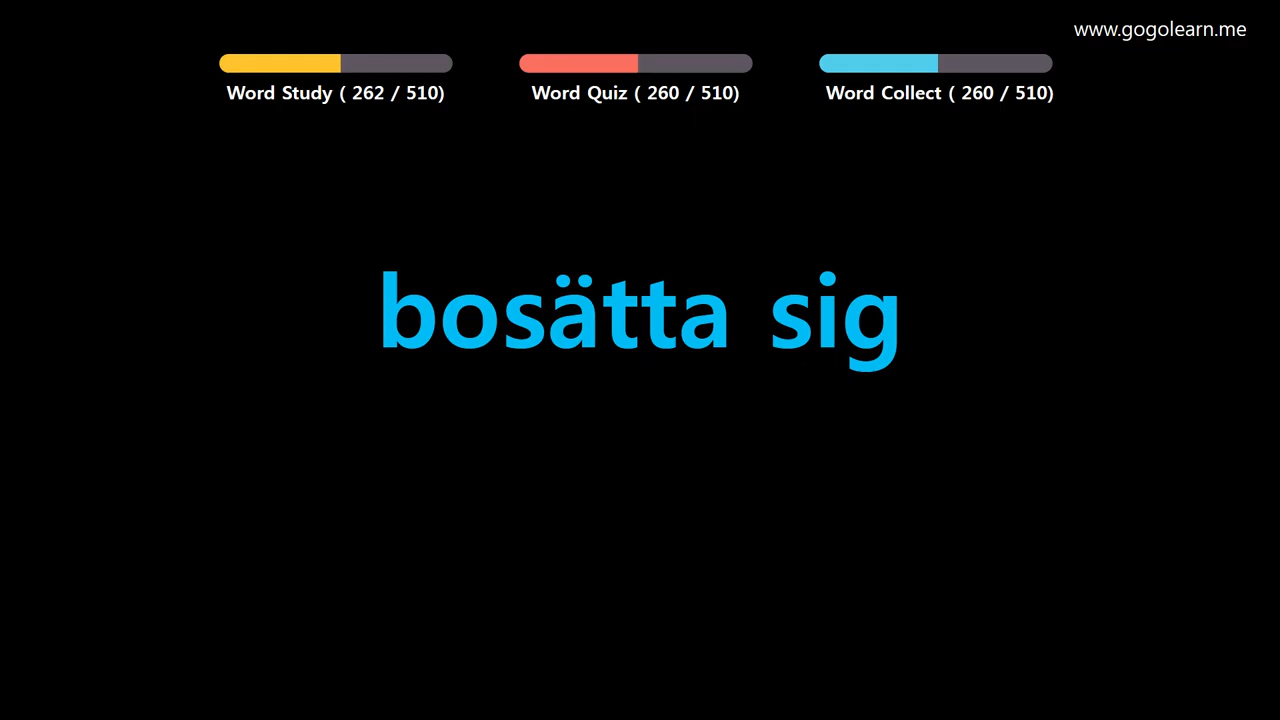 www.gogolearn.me
Word Study ( 262 / 510)
Word Quiz ( 260 / 510)
Word Collect ( 260 / 510)
bosätta sig